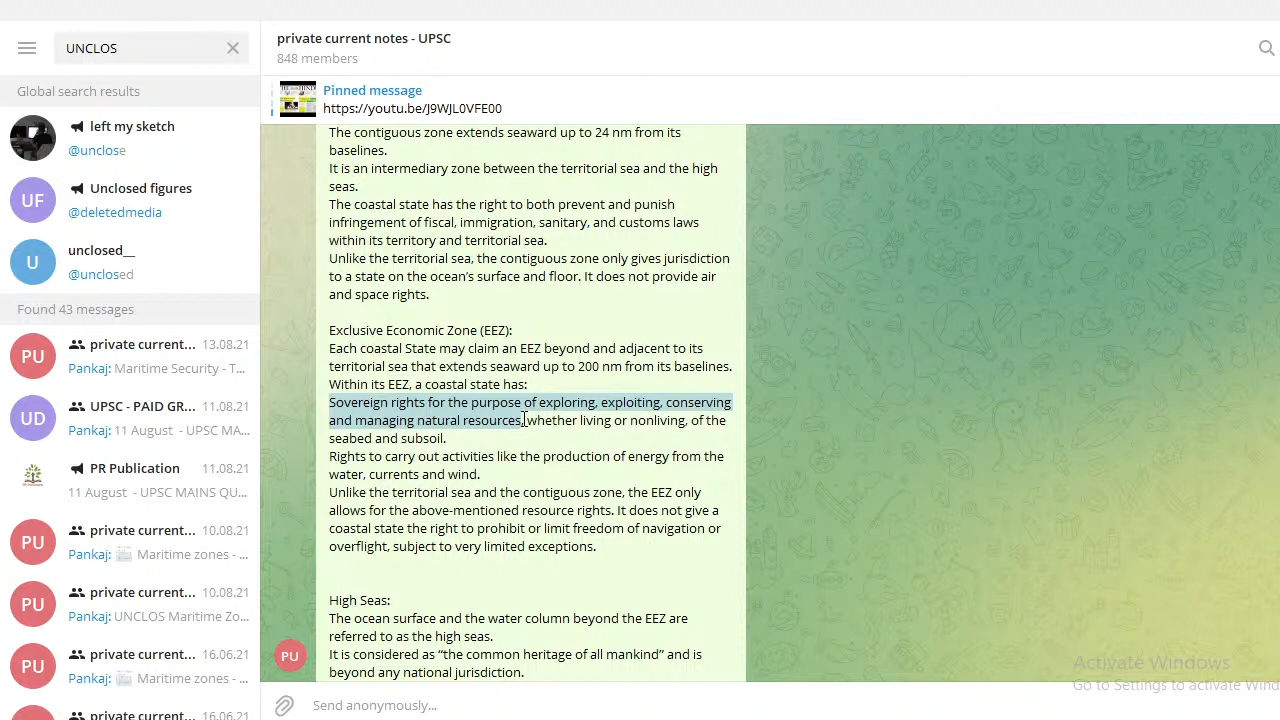 UNCLOS
Global search results
left my sketch
@unclose
UF
Unclosed figures
@deletedmedia
U
unclosed__
@unclosed
Found 43 messages
PU
private current... 13.08.21
Pankaj: Maritime Security - T...
UD
UPSC - PAID GR... 11.08.21
Pankaj: 11 August - UPSC MA...
PR Publication 11.08.21
11 August - UPSC MAINS QU...
PU
private current... 10.08.21
Pankaj: Maritime zones - ...
PU
private current... 10.08.21
Pankaj: UNCLOS Maritime Zo...
PU
private current... 16.06.21
Pankaj: Maritime zones - ...
private current... 16.06.21
private current notes - UPSC
848 members
Pinned message
https://youtu.be/J9WJL0VFE00
The contiguous zone extends seaward up to 24 nm from its
baselines.
It is an intermediary zone between the territorial sea and the high
seas.
The coastal state has the right to both prevent and punish
infringement of fiscal, immigration, sanitary, and customs laws
within its territory and territorial sea.
Unlike the territorial sea, the contiguous zone only gives jurisdiction
to a state on the ocean’s surface and floor. It does not provide air
and space rights.
Exclusive Economic Zone (EEZ):
Each coastal State may claim an EEZ beyond and adjacent to its
territorial sea that extends seaward up to 200 nm from its baselines.
Within its EEZ, a coastal state has:
Sovereign rights for the purpose of exploring, exploiting, conserving
and managing natural resources, whether living or nonliving, of the
seabed and subsoil.
Rights to carry out activities like the production of energy from the
water, currents and wind.
Unlike the territorial sea and the contiguous zone, the EEZ only
allows for the above-mentioned resource rights. It does not give a
coastal state the right to prohibit or limit freedom of navigation or
overflight, subject to very limited exceptions.
High Seas:
The ocean surface and the water column beyond the EEZ are
referred to as the high seas.
It is considered as “the common heritage of all mankind” and is
beyond any national jurisdiction.
PU
Send anonymously...
Activate Windows
Go to Settings to activate Wind